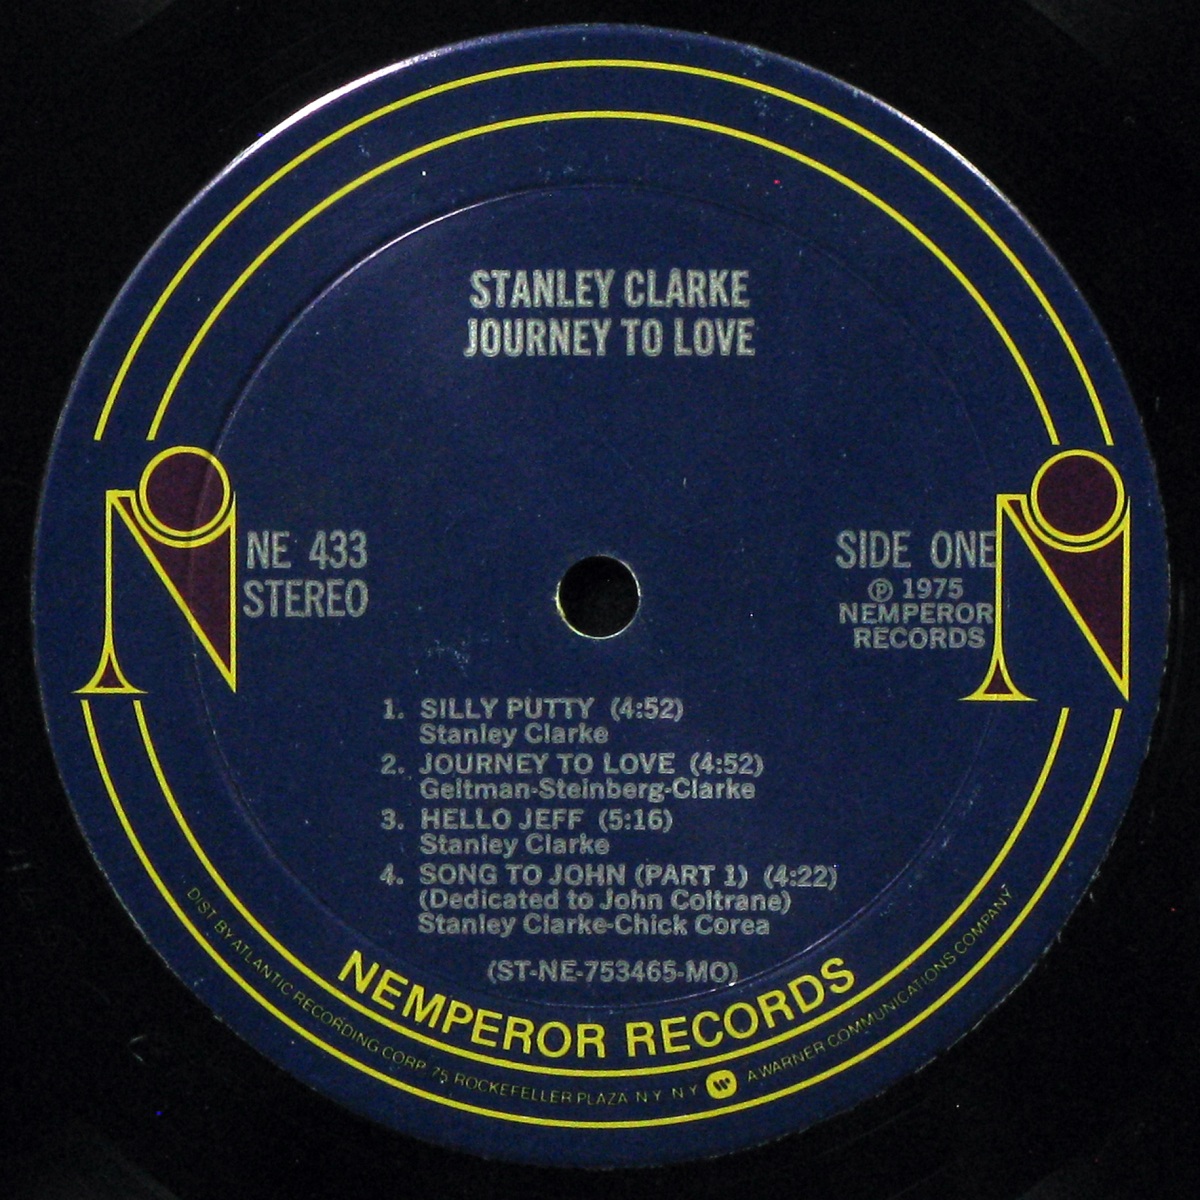 STANLEY CLARKE
JOURNEY TO LOVE
NE 433
STEREO
SIDE ONE
Ⓟ 1975
NEMPEROR
RECORDS
1. SILLY PUTTY (4:52)
Stanley Clarke
2. JOURNEY TO LOVE (4:52)
Geltman-Steinberg-Clarke
3. HELLO JEFF (5:16)
Stanley Clarke
4. SONG TO JOHN (PART 1) (4:22)
(Dedicated to John Coltrane)
Stanley Clarke-Chick Corea
(ST-NE-753465-MO)
NEMPEROR RECORDS
DIST BY ATLANTIC RECORDING CORP. 75 ROCKEFELLER PLAZA N Y N Y A WARNER COMMUNICATIONS COMPANY